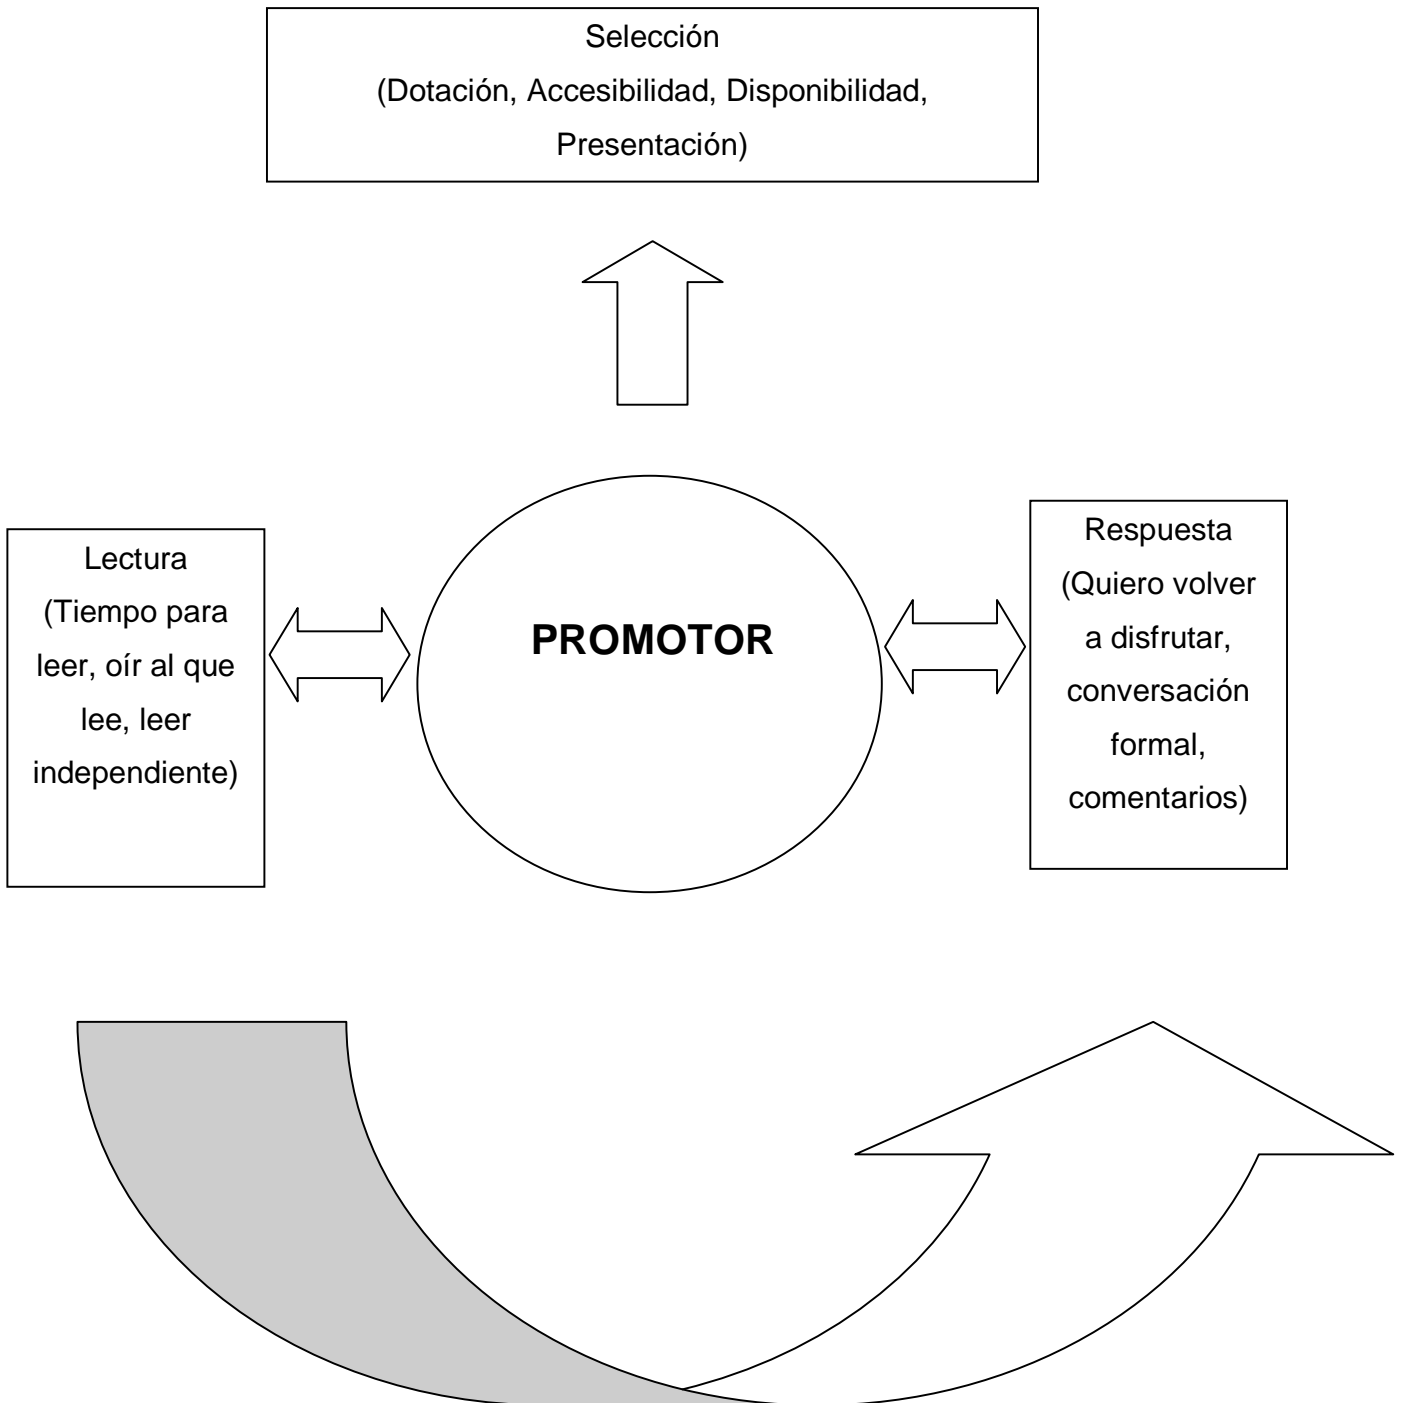 Selección
(Dotación, Accesibilidad, Disponibilidad,
Presentación)
Lectura
(Tiempo para
leer, oír al que
lee, leer
independiente)
PROMOTOR
Respuesta
(Quiero volver
a disfrutar,
conversación
formal,
comentarios)